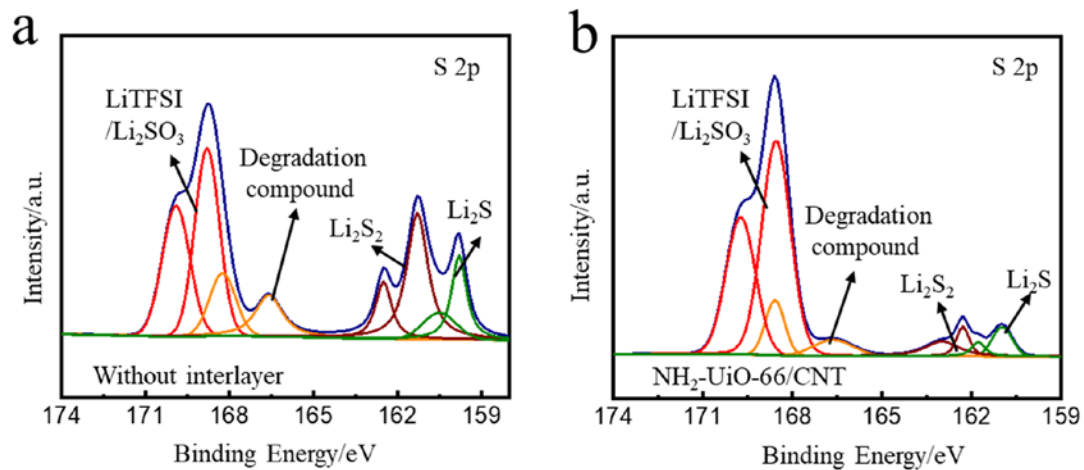 a
S 2p
LiTFSI
/Li₂SO₃
Degradation
compound
Li₂S₂
Li₂S
Intensity/a.u.
Without interlayer
174 171 168 165 162 159
Binding Energy/eV
b
S 2p
LiTFSI
/Li₂SO₃
Degradation
compound
Li₂S₂
Li₂S
Intensity/a.u.
NH₂-UiO-66/CNT
174 171 168 165 162 159
Binding Energy/eV